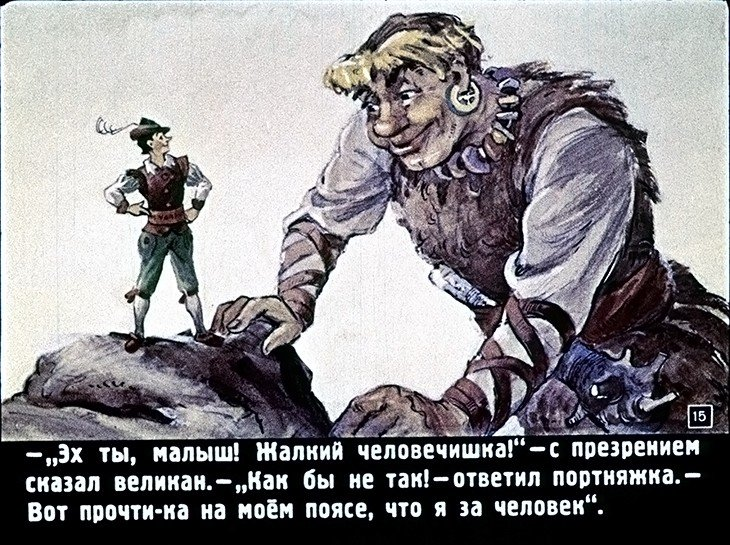 15
—„Эх ты, малыш! Жалкий человечишка!“—с презрением
сказал великан.—„Как бы не так!—ответил портняжка.—
Вот прочти-ка на моём поясе, что я за человек“.